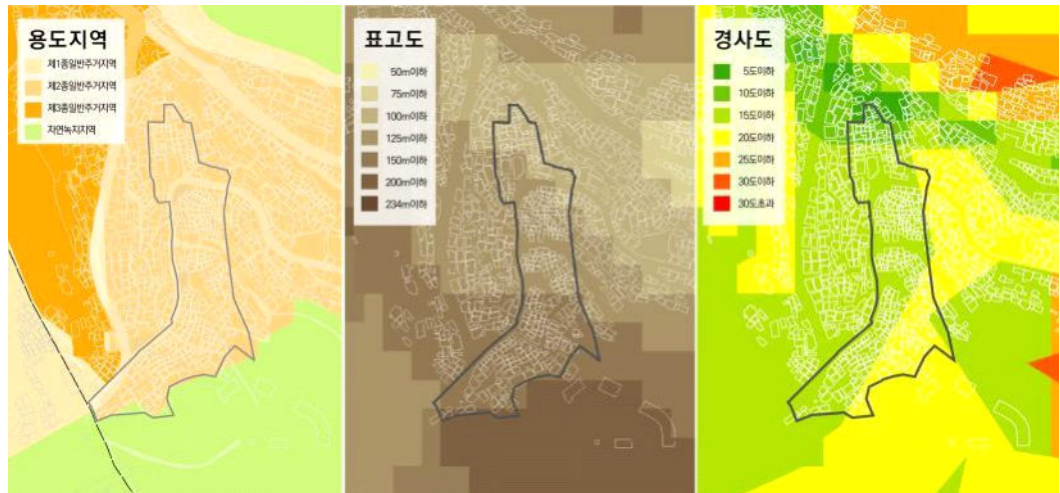 용도지역
제1종일반주거지역
제2종일반주거지역
제3종일반주거지역
자연녹지지역
표고도
50m이하
75m이하
100m이하
125m이하
150m이하
200m이하
234m이하
경사도
5도이하
10도이하
15도이하
20도이하
25도이하
30도이하
30도초과